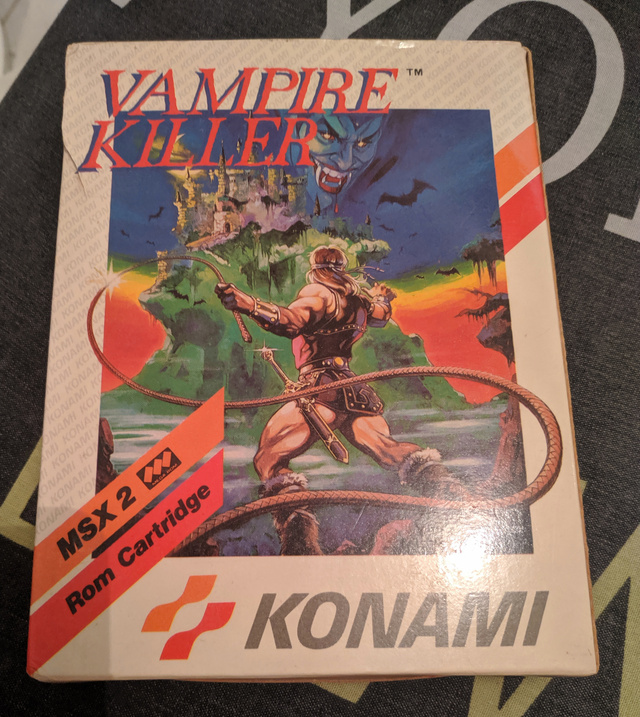 VAMPIRE™
KILLER
MSX 2
Rom Cartridge
KONAMI